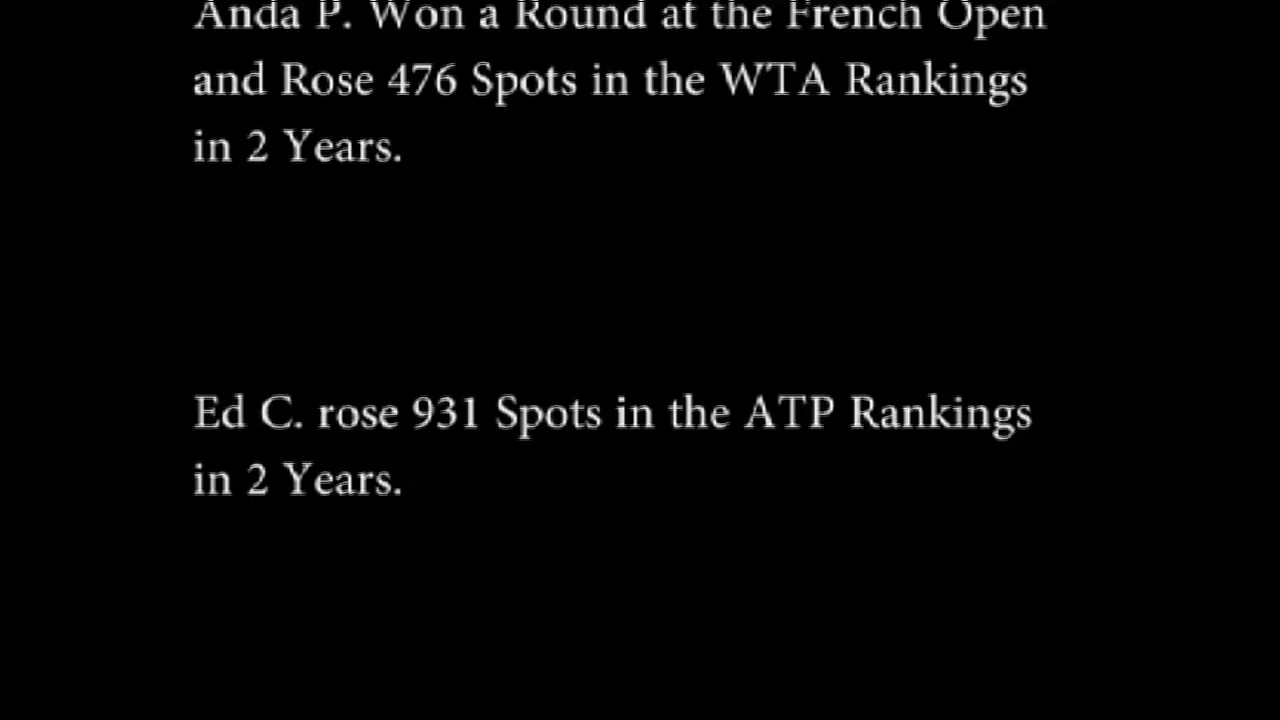 Anda P. Won a Round at the French Open
and Rose 476 Spots in the WTA Rankings
in 2 Years.
Ed C. rose 931 Spots in the ATP Rankings
in 2 Years.